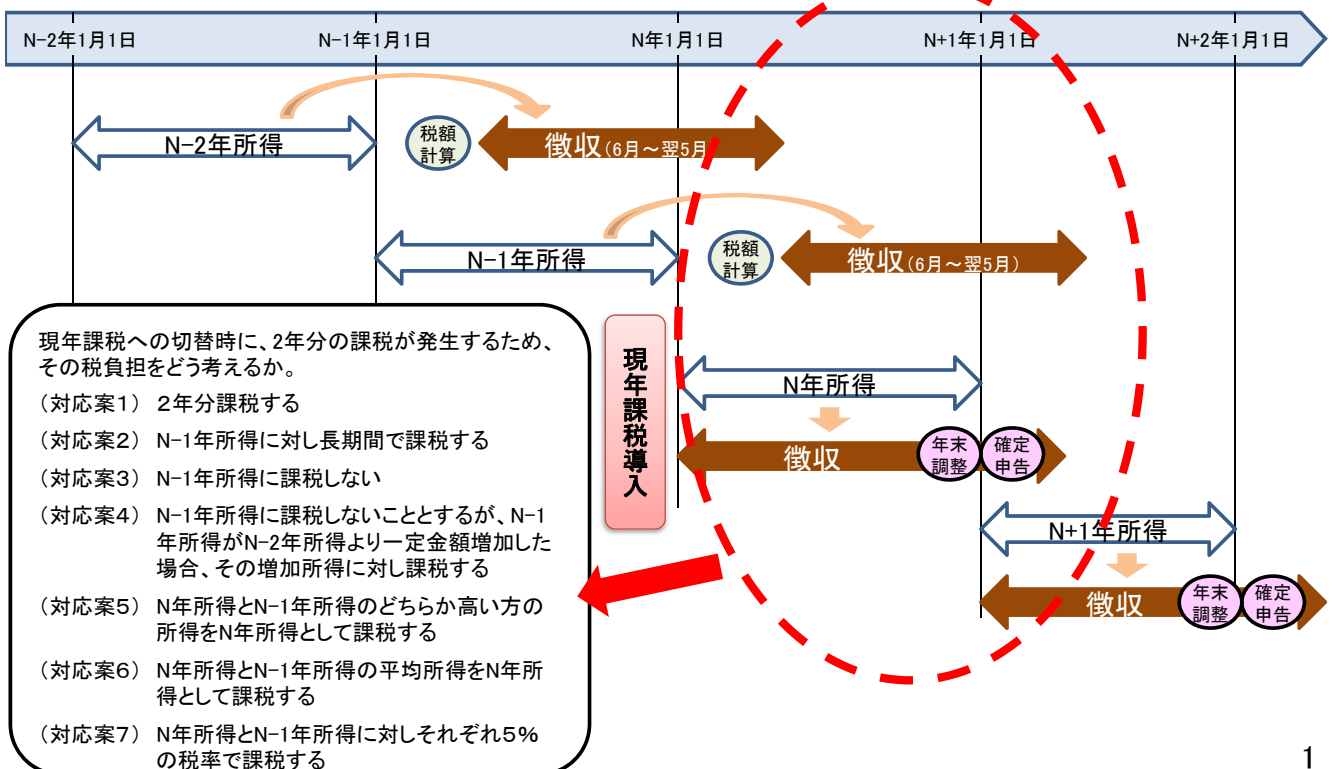 N-2年1月1日
N-1年1月1日
N年1月1日
N+1年1月1日
N+2年1月1日
N-2年所得
税額
計算
徴収(6月~翌5月
N-1年所得
税額
計算
徴収(6月~翌5月)
現年課税への切替時に、2年分の課税が発生するため、
その税負担をどう考えるか。
(対応案1) 2年分課税する
(対応案2) N-1年所得に対し長期間で課税する
(対応案3) N-1年所得に課税しない
(対応案4) N-1年所得に課税しないこととするが、N-1
年所得がN-2年所得より一定金額増加した
場合、その増加所得に対し課税する
(対応案5) N年所得とN-1年所得のどちらか高い方の
所得をN年所得として課税する
(対応案6) N年所得とN-1年所得の平均所得をN年所
得として課税する
(対応案7) N年所得とN-1年所得に対しそれぞれ5%
の税率で課税する
現年課税導入
N年所得
徴収
年末
調整
確定
申告
N+1年所得
徴収
年末
調整
確定
申告
1